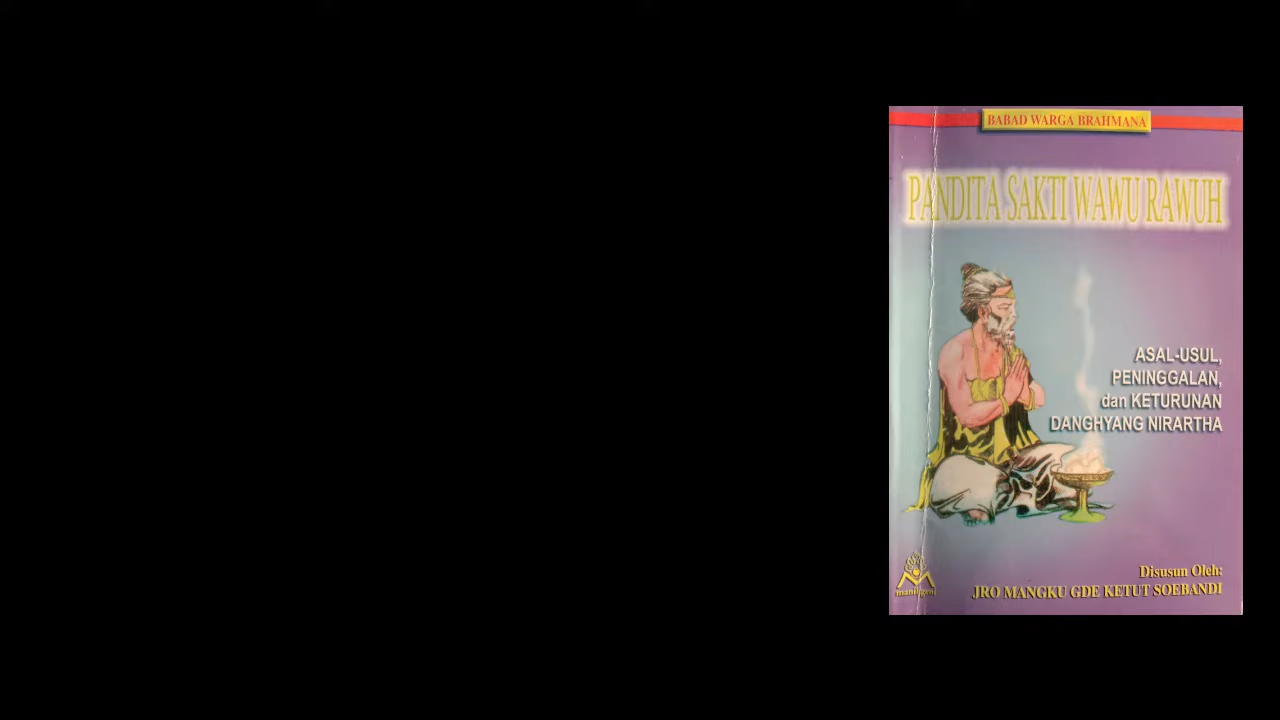 BABAD WARGA BRAHMANA
PANDITA SAKTI WAWU RAWUH
ASAL-USUL,
PENINGGALAN,
dan KETURUNAN
DANGHYANG NIRARTHA
Disusun Oleh:
JRO MANGKU GDE KETUT SOEBANDI